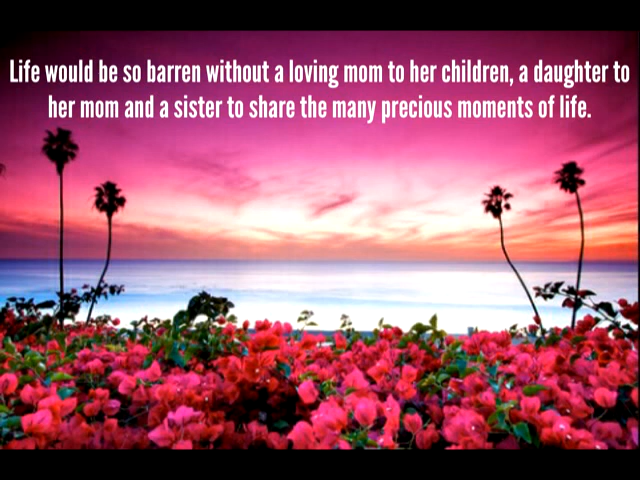 Life would be so barren without a loving mom to her children, a daughter to
her mom and a sister to share the many precious moments of life.